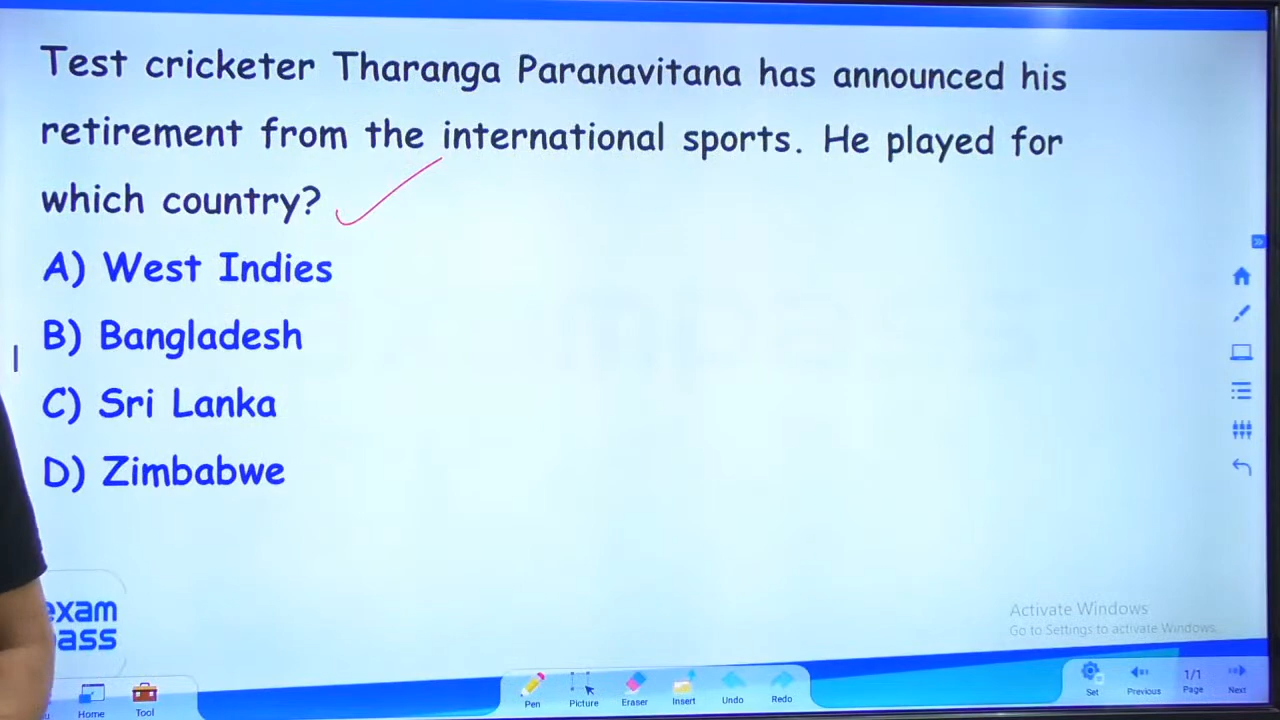 Test cricketer Tharanga Paranavitana has announced his
retirement from the international sports. He played for
which country?
A) West Indies
B) Bangladesh
C) Sri Lanka
D) Zimbabwe
exam
ass
Activate Windows
Go to Settings to activate Windows.
Home
Tool
Pen
Picture
Eraser
Insert
Undo
Redo
Set
Previous
1/1
Page
Next